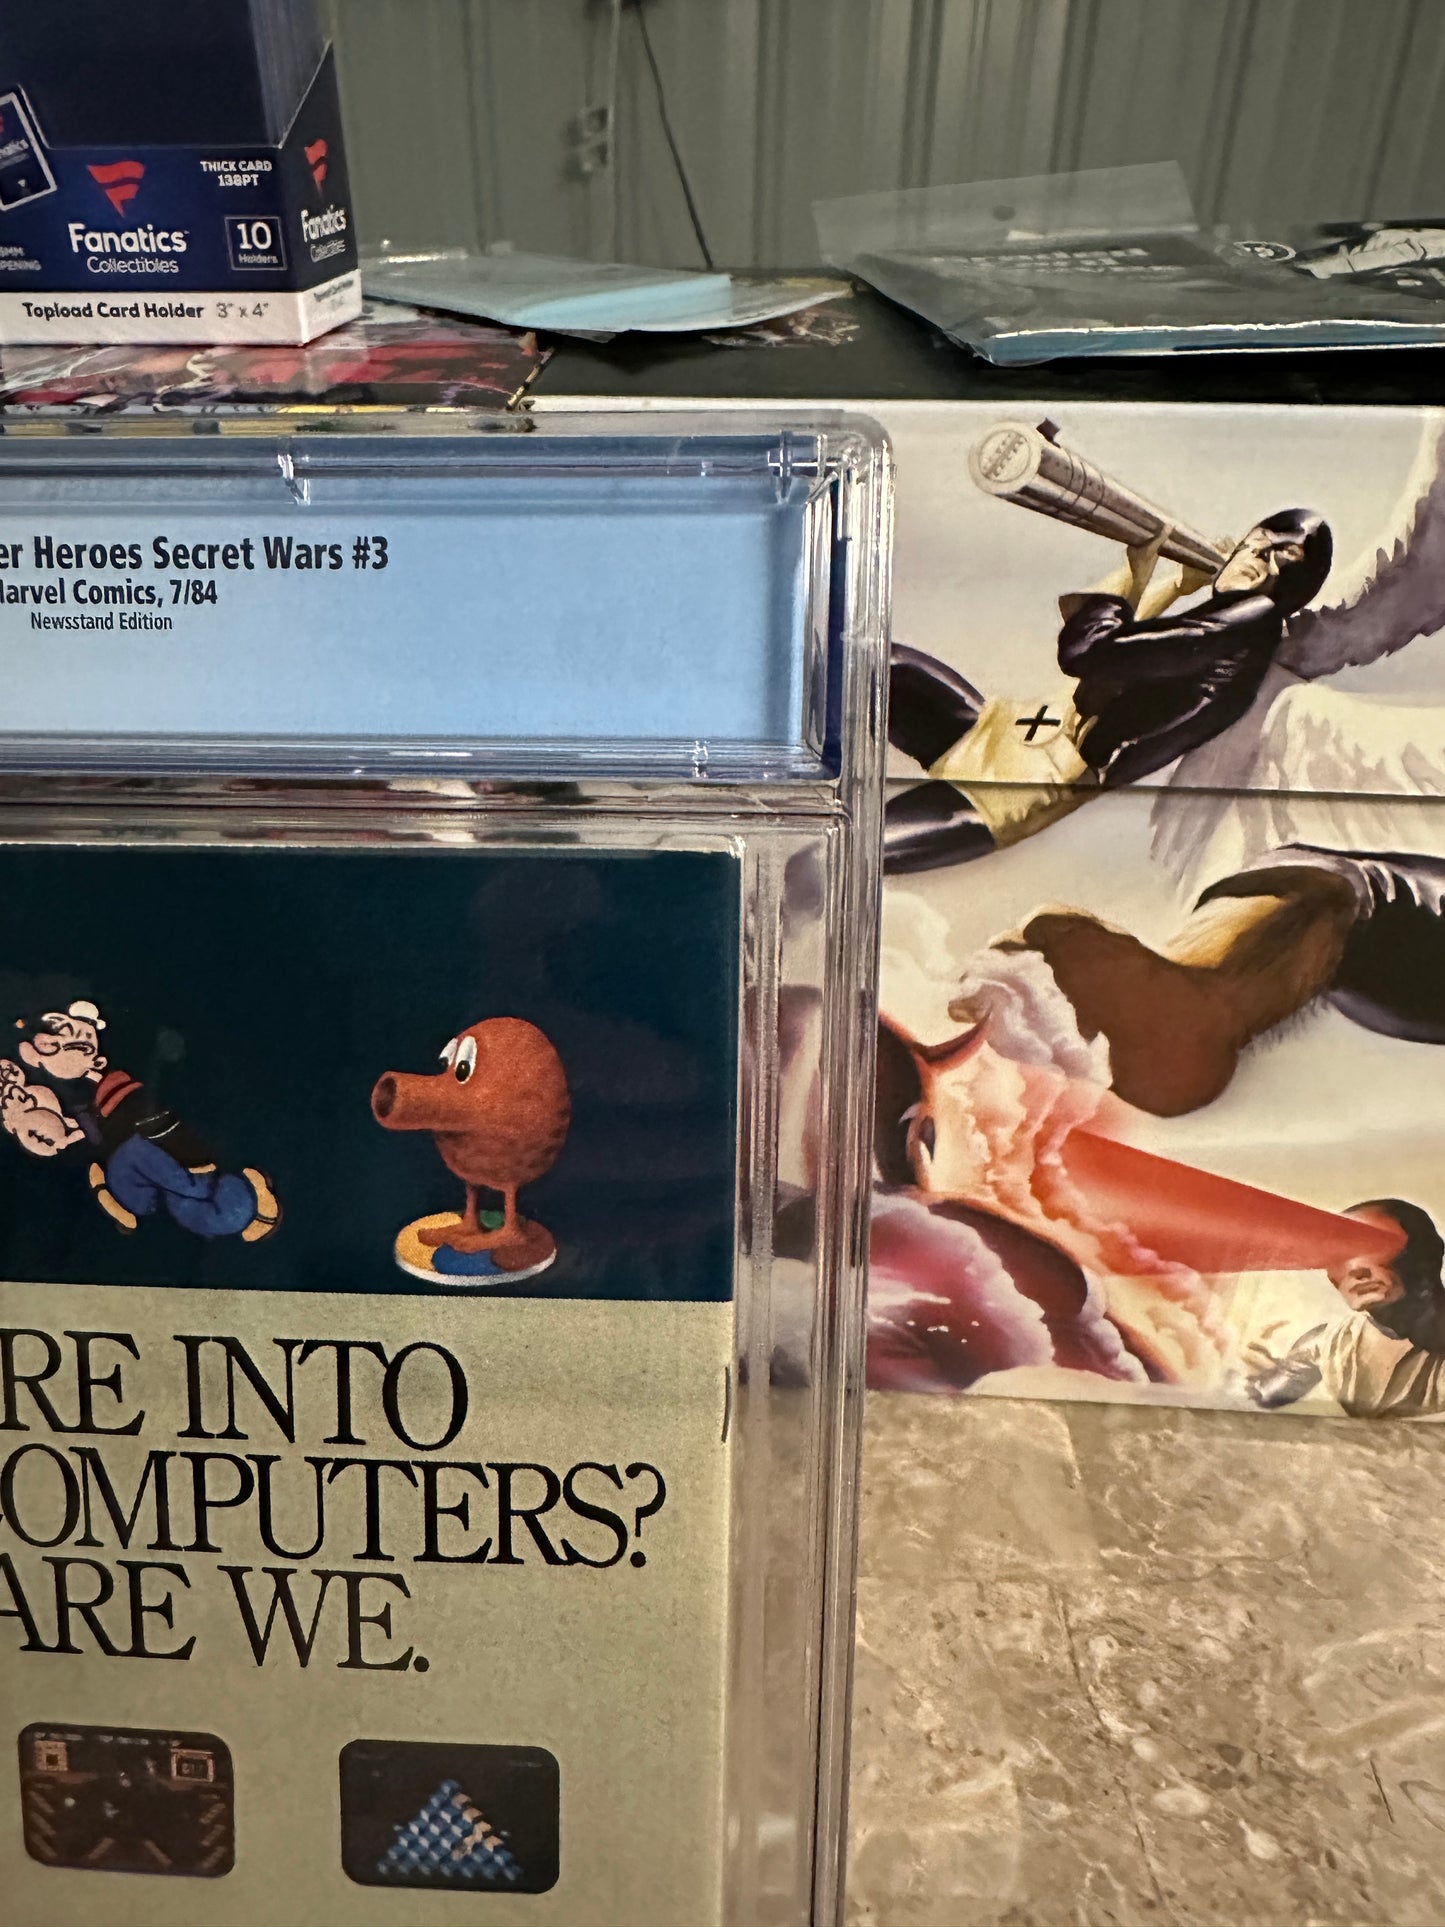 THICK CARD
138PT
Fanatics
Collectibles
10
Holders
Fanatics
Collectibles
Topload Card Holder 3" x 4"
er Heroes Secret Wars #3
arvel Comics, 7/84
Newsstand Edition
RE INTO
COMPUTERS?
ARE WE.